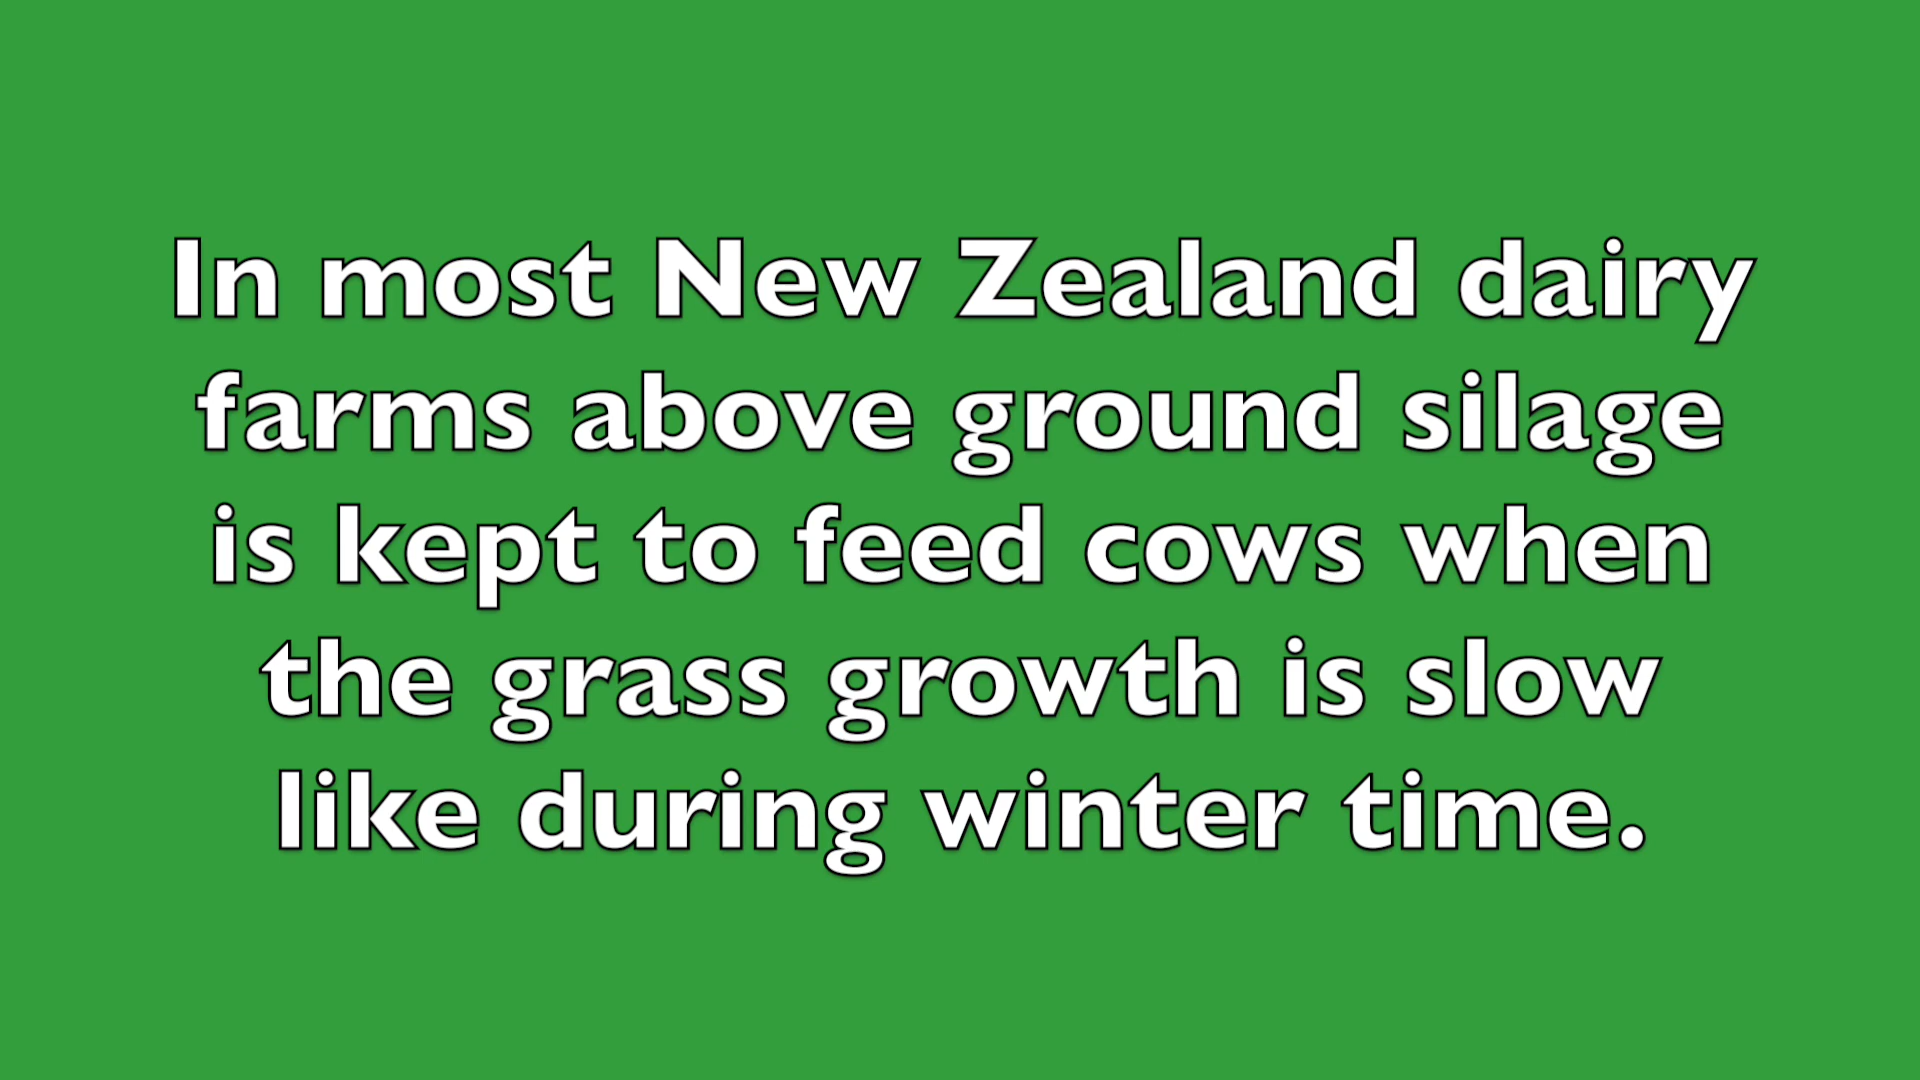 In most New Zealand dairy
farms above ground silage
is kept to feed cows when
the grass growth is slow
like during winter time.